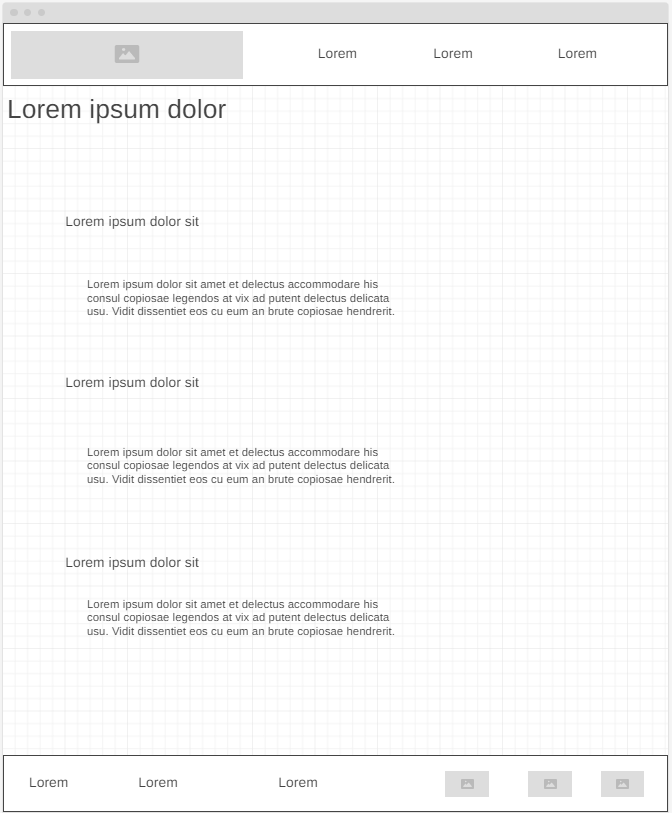 Lorem
Lorem
Lorem
Lorem ipsum dolor
Lorem ipsum dolor sit
Lorem ipsum dolor sit amet et delectus accommodare his
consul copiosae legendos at vix ad putent delectus delicata
usu. Vidit dissentiet eos cu eum an brute copiosae hendrerit.
Lorem ipsum dolor sit
Lorem ipsum dolor sit amet et delectus accommodare his
consul copiosae legendos at vix ad putent delectus delicata
usu. Vidit dissentiet eos cu eum an brute copiosae hendrerit.
Lorem ipsum dolor sit
Lorem ipsum dolor sit amet et delectus accommodare his
consul copiosae legendos at vix ad putent delectus delicata
usu. Vidit dissentiet eos cu eum an brute copiosae hendrerit.
Lorem
Lorem
Lorem